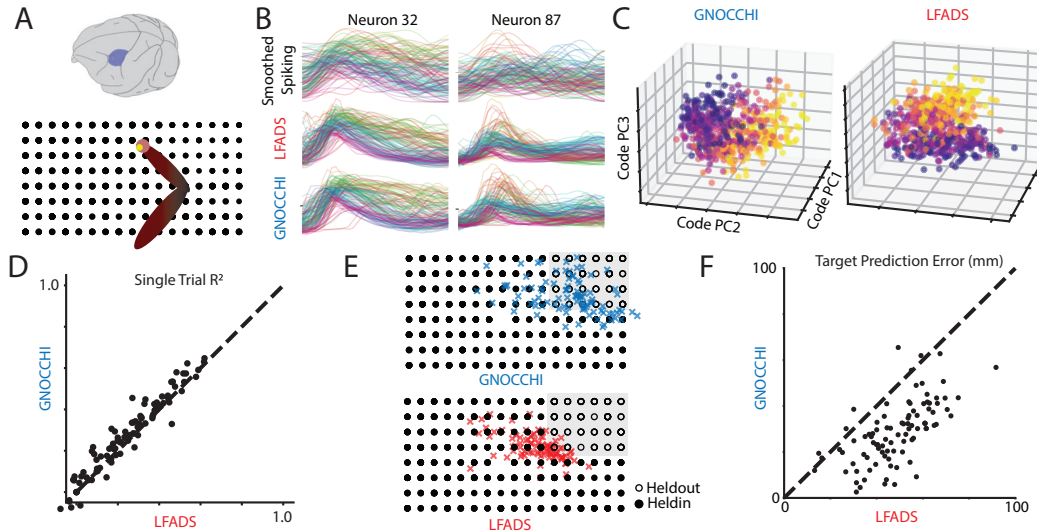 A
B
Neuron 32
Neuron 87
Smoothed
Spiking
LFADS
GNOCCHI
C
GNOCCHI
LFADS
Code PC3
Code PC2
Code PC1
D
Single Trial R²
1.0
GNOCCHI
LFADS
1.0
E
GNOCCHI
LFADS
Heldout
Heldin
F
Target Prediction Error (mm)
100
GNOCCHI
0
0
LFADS
100